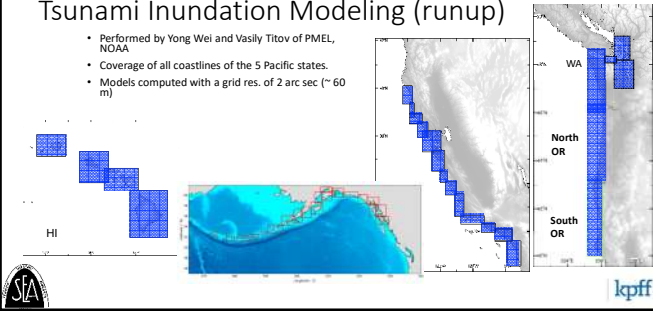 Tsunami Inundation Modeling (runup)
• Performed by Yong Wei and Vasily Titov of PMEL,
NOAA
• Coverage of all coastlines of the 5 Pacific states.
• Models computed with a grid res. of 2 arc sec (~ 60
m)
WA
North
OR
South
OR
HI
SEA
kpff